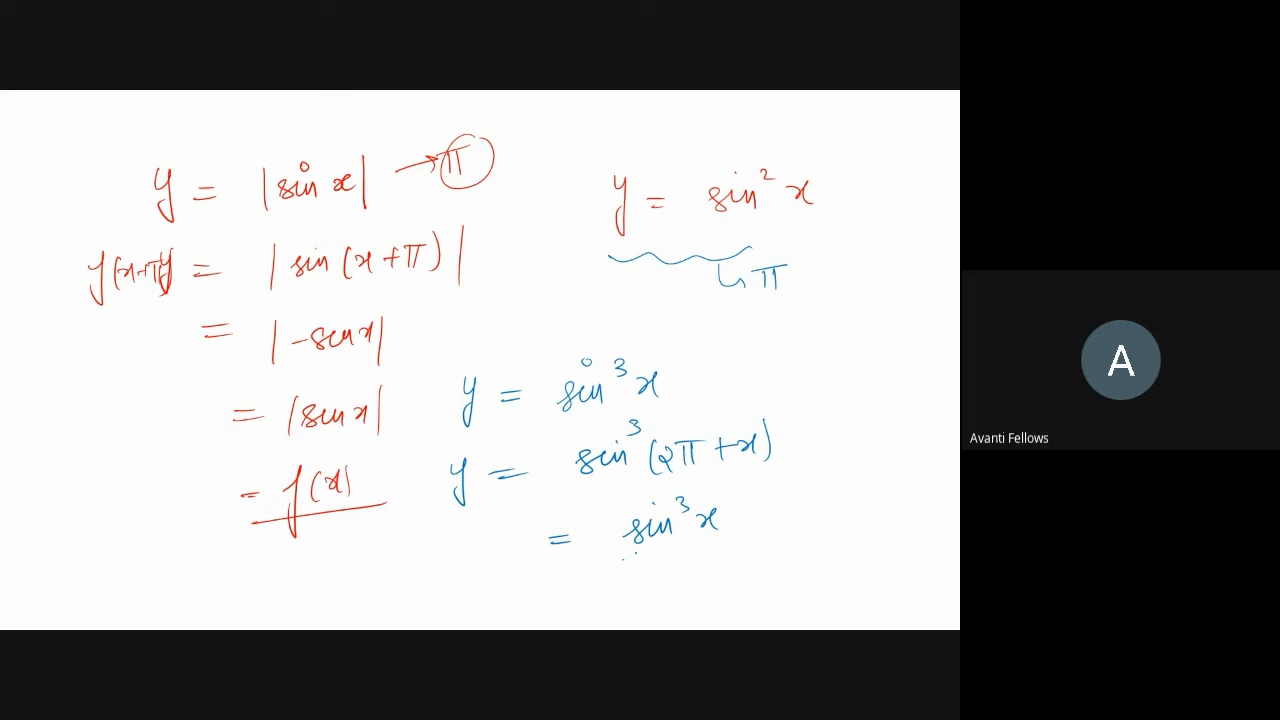 y = |sin x| → π
f(x+π) = |sin(x+π)|
= |-sin x|
= |sin x|
= f(x)
y = sin² x
↳ π
y = sin³ x
y = sin³ (2π + x)
= sin³ x
A
Avanti Fellows